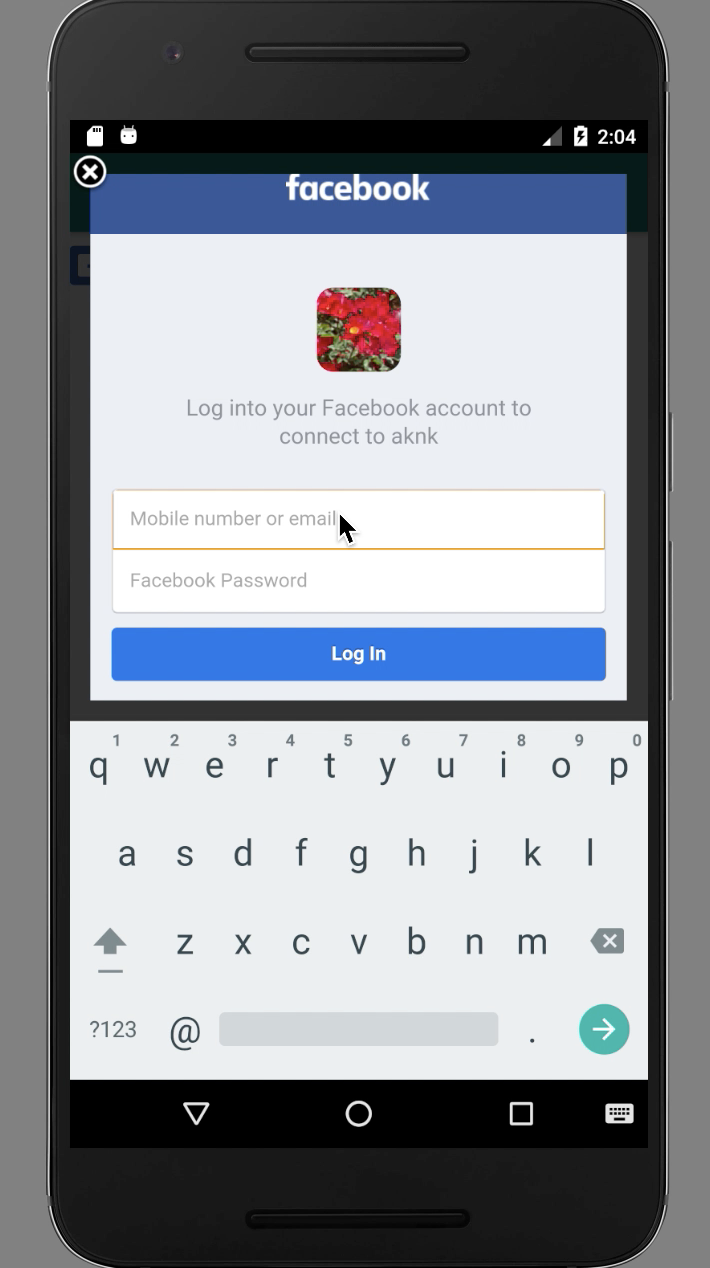 2:04
facebook
Log into your Facebook account to
connect to aknk
Mobile number or email
Facebook Password
Log In
1 2 3 4 5 6 7 8 9 0
q w e r t y u i o p
a s d f g h j k l
z x c v b n m
?123 @ .